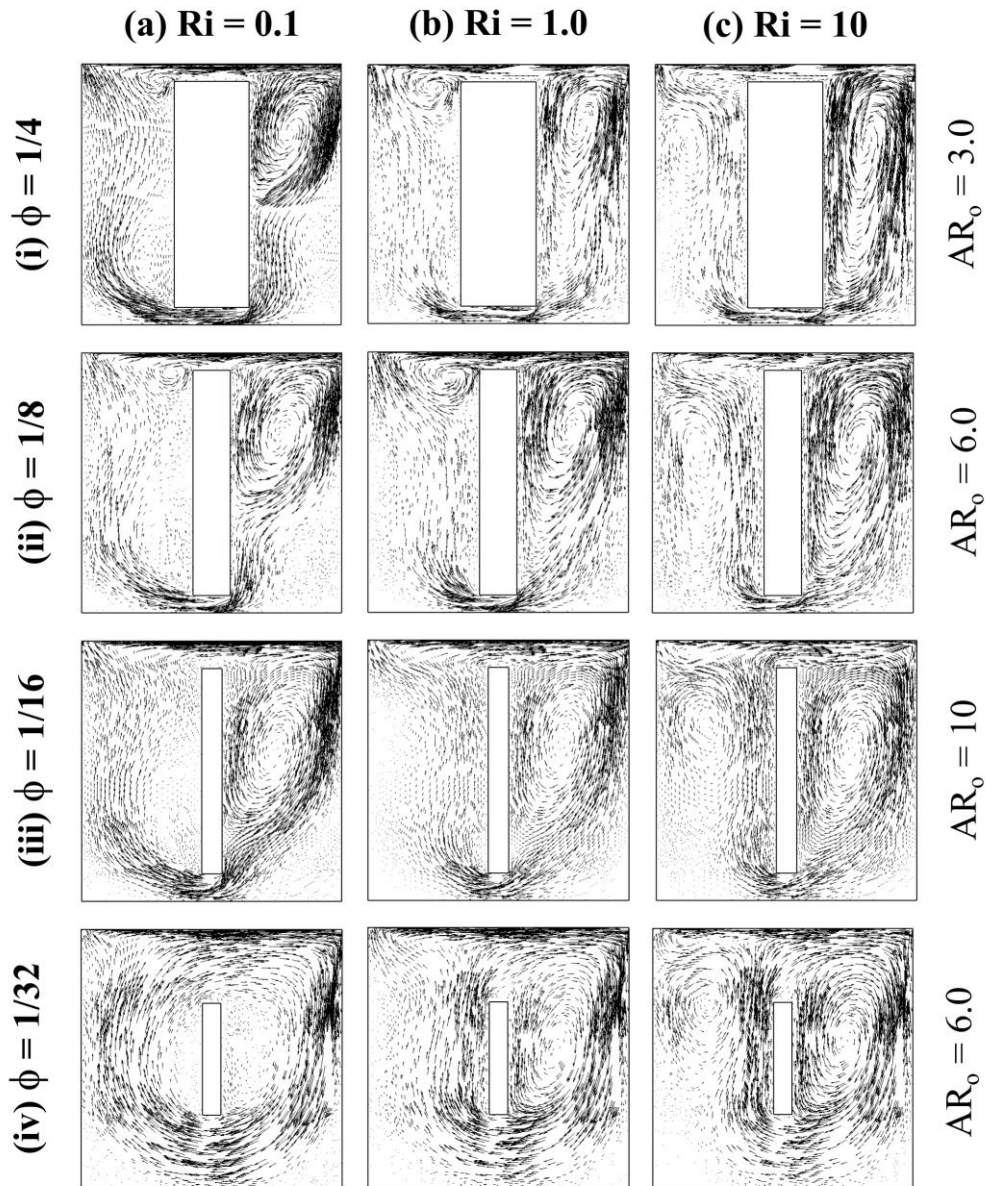 (a) Ri = 0.1
(b) Ri = 1.0
(c) Ri = 10
(i) ϕ = 1/4
AR₀ = 3.0
(ii) ϕ = 1/8
AR₀ = 6.0
(iii) ϕ = 1/16
AR₀ = 10
(iv) ϕ = 1/32
AR₀ = 6.0